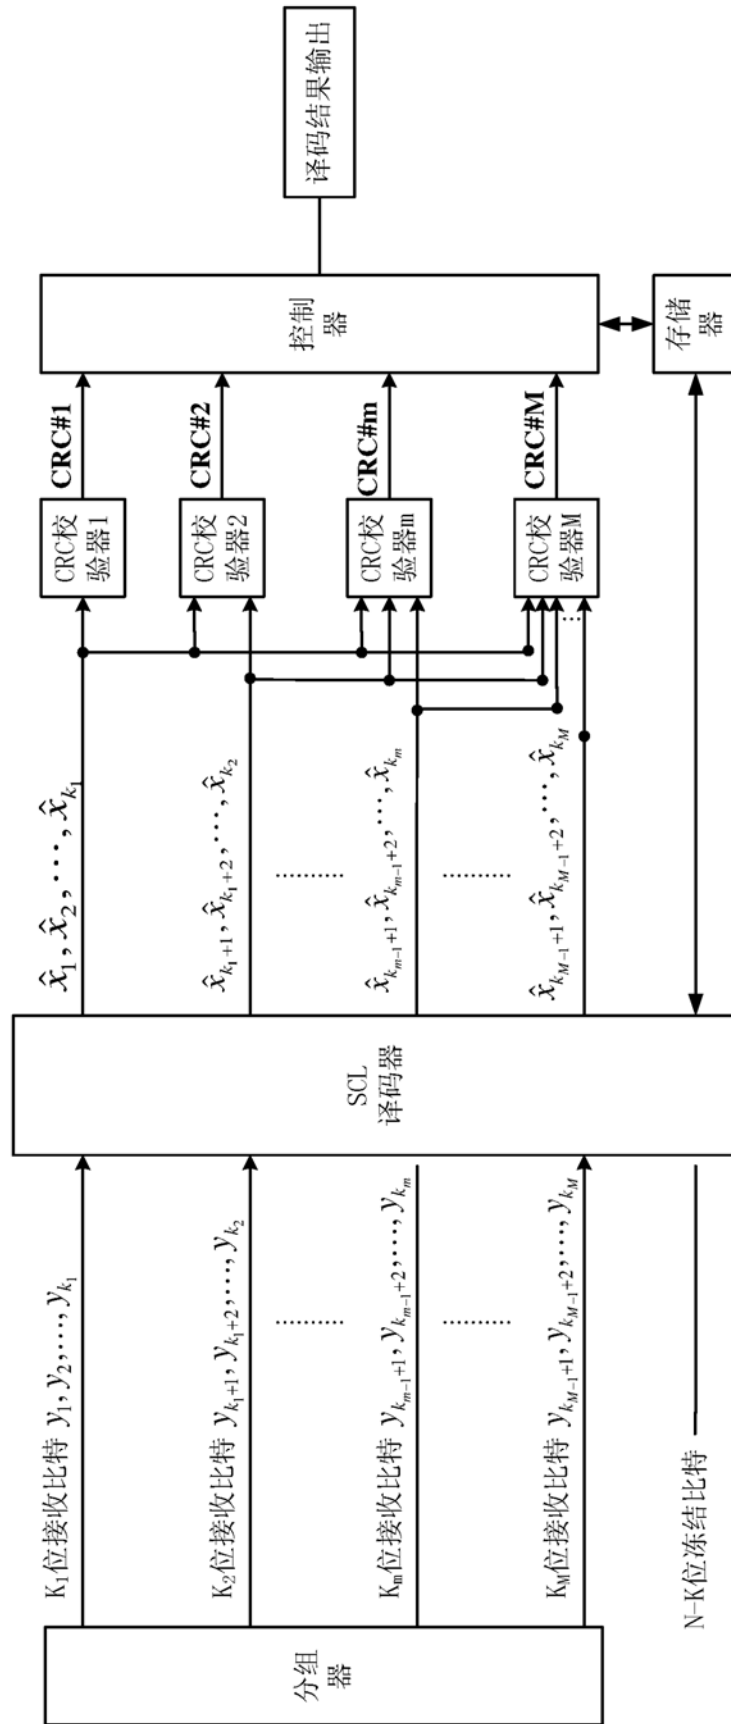 分组
器
K₁位接收比特 y₁, y₂,…, y_{k₁}
K₂位接收比特 y_{k₁+1}, y_{k₁+2},…, y_{k₂}
············
Kₘ位接收比特 y_{k_{m-1}+1}, y_{k_{m-1}+2},…, y_{k_m}
············
K_M位接收比特 y_{k_{M-1}+1}, y_{k_{M-1}+2},…, y_{k_M}
N-K位冻结比特
SCL
译码器
x̂₁, x̂₂,…, x̂_{k₁}
x̂_{k₁+1}, x̂_{k₁+2},…, x̂_{k₂}
············
x̂_{k_{m-1}+1}, x̂_{k_{m-1}+2},…, x̂_{k_m}
············
x̂_{k_{M-1}+1}, x̂_{k_{M-1}+2},…, x̂_{k_M}
CRC校
验器1
CRC校
验器2
CRC校
验器m
…
CRC校
验器M
CRC#1
CRC#2
CRC#m
CRC#M
控制
器
存储
器
译码结果输出